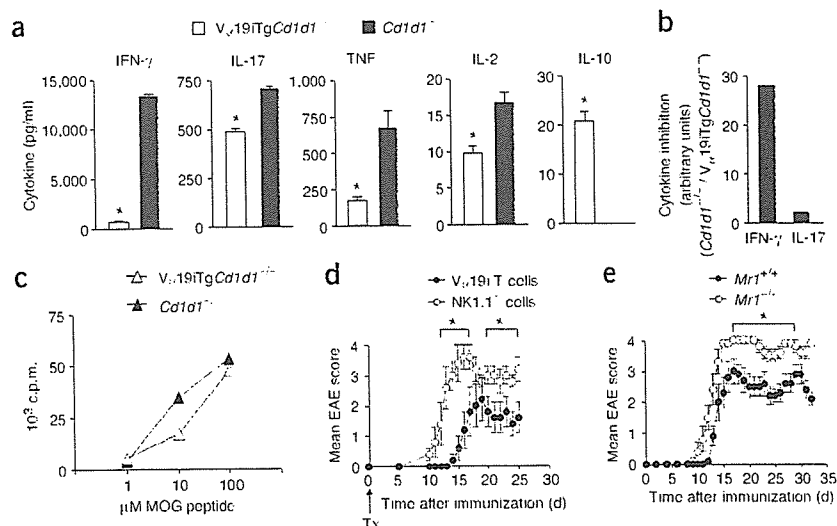 a
Vα19iTgCd1d1-/-
Cd1d1-/-
IFN-γ
IL-17
TNF
IL-2
IL-10
Cytokine (pg/ml)
15,000
10,000
5,000
0
750
500
250
0
1,000
750
500
250
0
20
15
10
5
0
30
20
10
0
*
*
*
*
*
b
Cytokine inhibition
(arbitrary units)
(Cd1d1-/- / Vα19iTgCd1d1-/-)
30
20
10
0
IFN-γ IL-17
c
Vα19iTgCd1d1-/-
Cd1d1-/-
10³ c.p.m.
75
50
25
0
1 10 100
μM MOG peptide
d
Vα19iT cells
NK1.1- cells
*
*
Mean EAE score
4
3
2
1
0
0 5 10 15 20 25 30
Time after immunization (d)
Tx
e
Mr1+/+
Mr1-/-
*
Mean EAE score
4
3
2
1
0
0 5 10 15 20 25 30 35
Time after immunization (d)